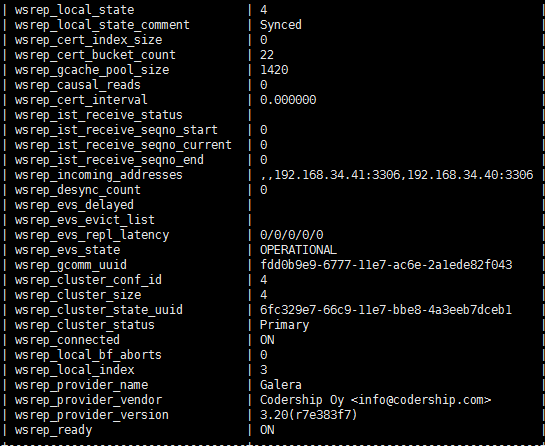 | wsrep_local_state | 4
| wsrep_local_state_comment | Synced
| wsrep_cert_index_size | 0
| wsrep_cert_bucket_count | 22
| wsrep_gcache_pool_size | 1420
| wsrep_causal_reads | 0
| wsrep_cert_interval | 0.000000
| wsrep_ist_receive_status |
| wsrep_ist_receive_seqno_start | 0
| wsrep_ist_receive_seqno_current | 0
| wsrep_ist_receive_seqno_end | 0
| wsrep_incoming_addresses | ,,192.168.34.41:3306,192.168.34.40:3306
| wsrep_desync_count | 0
| wsrep_evs_delayed |
| wsrep_evs_evict_list |
| wsrep_evs_repl_latency | 0/0/0/0/0
| wsrep_evs_state | OPERATIONAL
| wsrep_gcomm_uuid | fdd0b9e9-6777-11e7-ac6e-2a1ede82f043
| wsrep_cluster_conf_id | 4
| wsrep_cluster_size | 4
| wsrep_cluster_state_uuid | 6fc329e7-66c9-11e7-bbe8-4a3eeb7dceb1
| wsrep_cluster_status | Primary
| wsrep_connected | ON
| wsrep_local_bf_aborts | 0
| wsrep_local_index | 3
| wsrep_provider_name | Galera
| wsrep_provider_vendor | Codership Oy <info@codership.com>
| wsrep_provider_version | 3.20(r7e383f7)
| wsrep_ready | ON